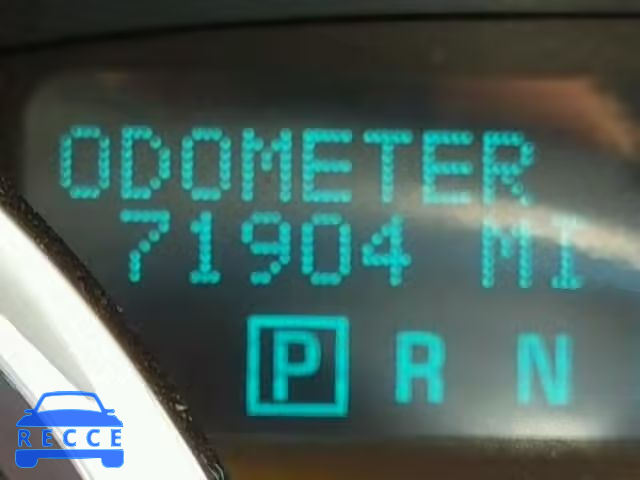 ODOMETER
71904 MI
P R N
RECCE